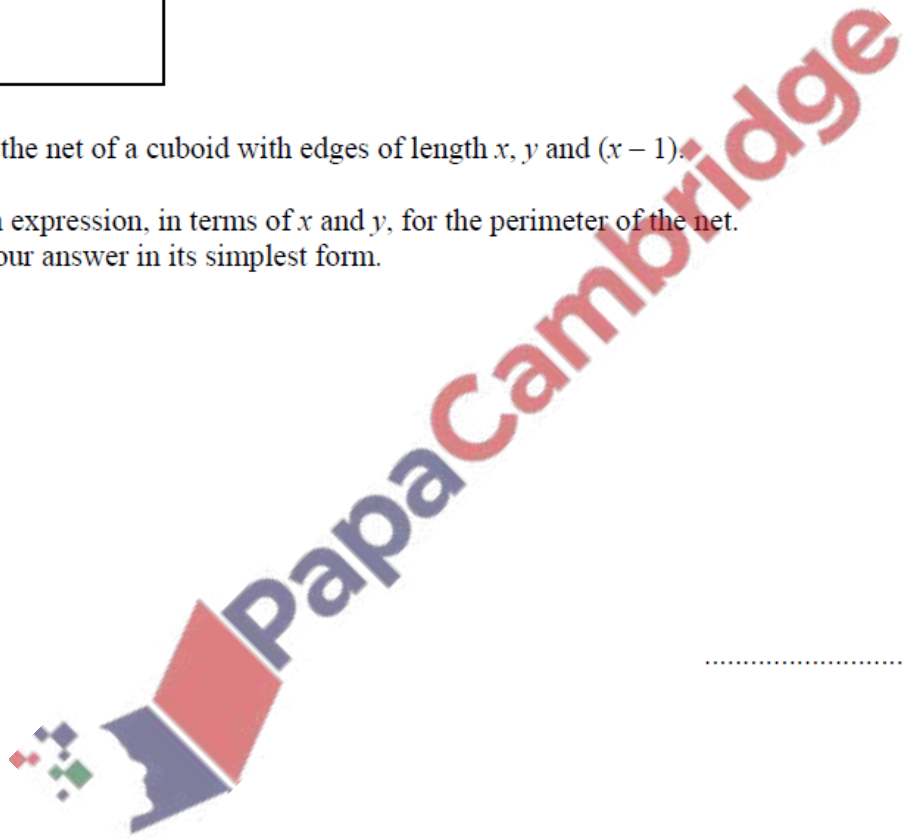 the net of a cuboid with edges of length x, y and (x – 1).
expression, in terms of x and y, for the perimeter of the net.
our answer in its simplest form.
PapaCambridge